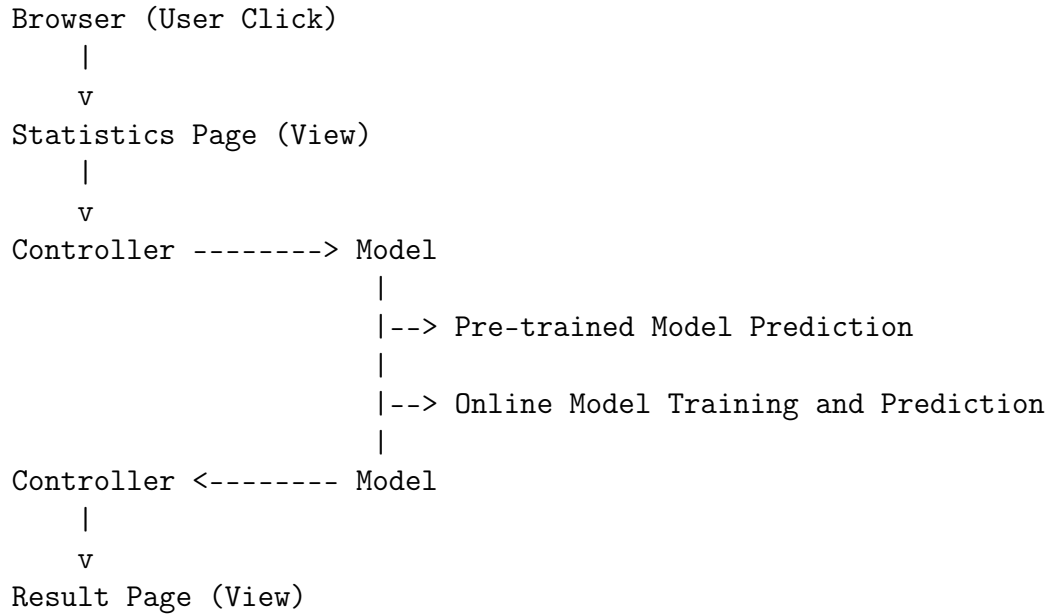 Browser (User Click)
|
v
Statistics Page (View)
|
v
Controller --------> Model
|
|--> Pre-trained Model Prediction
|
|--> Online Model Training and Prediction
|
Controller <-------- Model
|
v
Result Page (View)